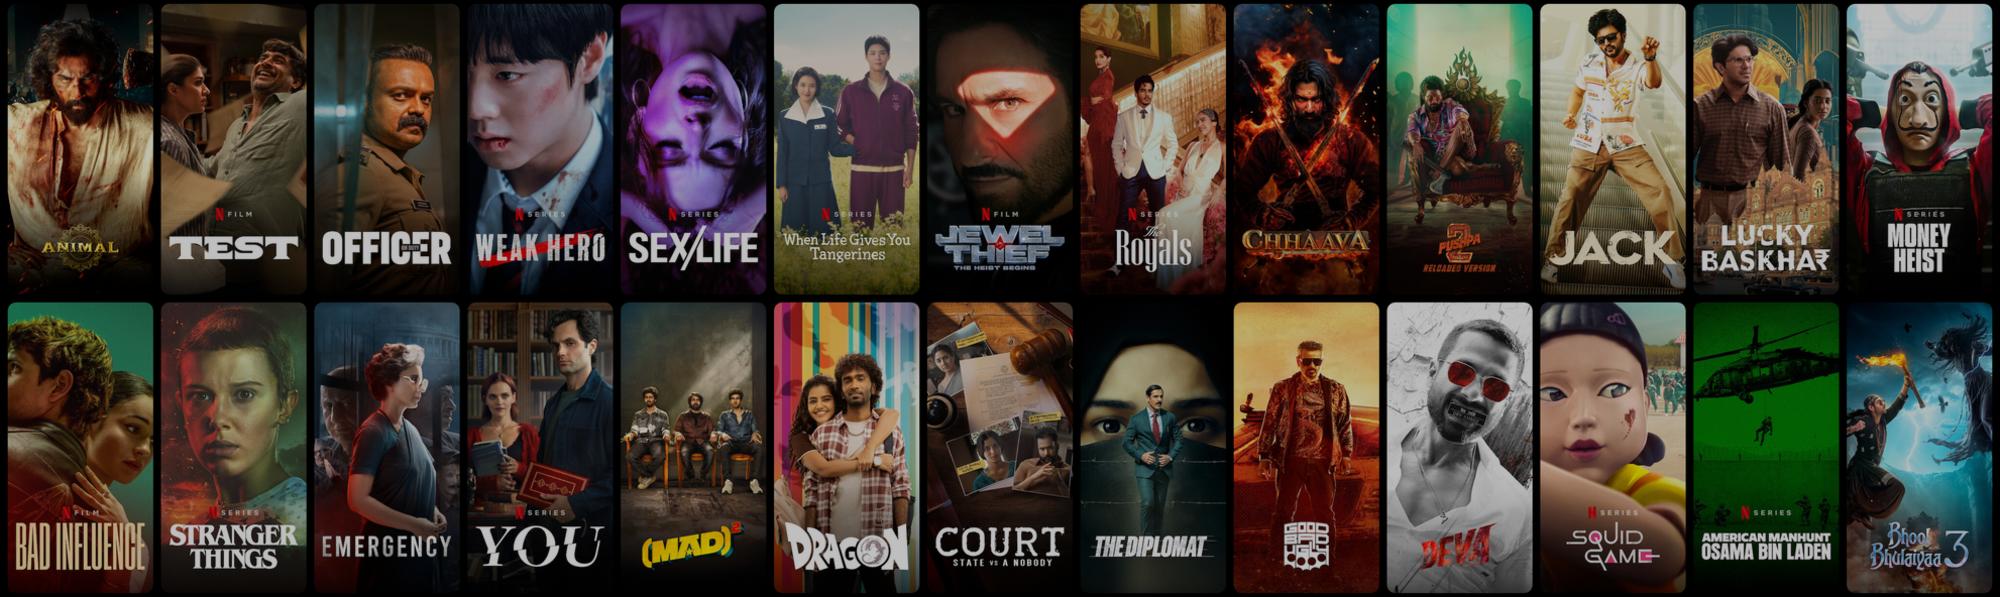 ANIMAL
N FILM
TEST
OFFICER
ON DUTY
N SERIES
WEAK HERO
N SERIES
SEX/LIFE
N SERIES
When Life Gives You
Tangerines
N FILM
JEWEL
THIEF
THE HEIST BEGINS
N SERIES
The
Royals
CHHAAVA
PUSHPA
2
RELOADED VERSION
JACK
LUCKY
BASKHA₹
N SERIES
MONEY
HEIST
N FILM
BAD INFLUENCE
N SERIES
STRANGER
THINGS
EMERGENCY
N SERIES
YOU
(MAD)²
DRAGON
COURT
STATE vs A NOBODY
THE DIPLOMAT
GOOD
BAD
UGLY
DEVA
N SERIES
SQUID
GAME
N SERIES
AMERICAN MANHUNT
OSAMA BIN LADEN
Bhool
Bhulaiyaa 3